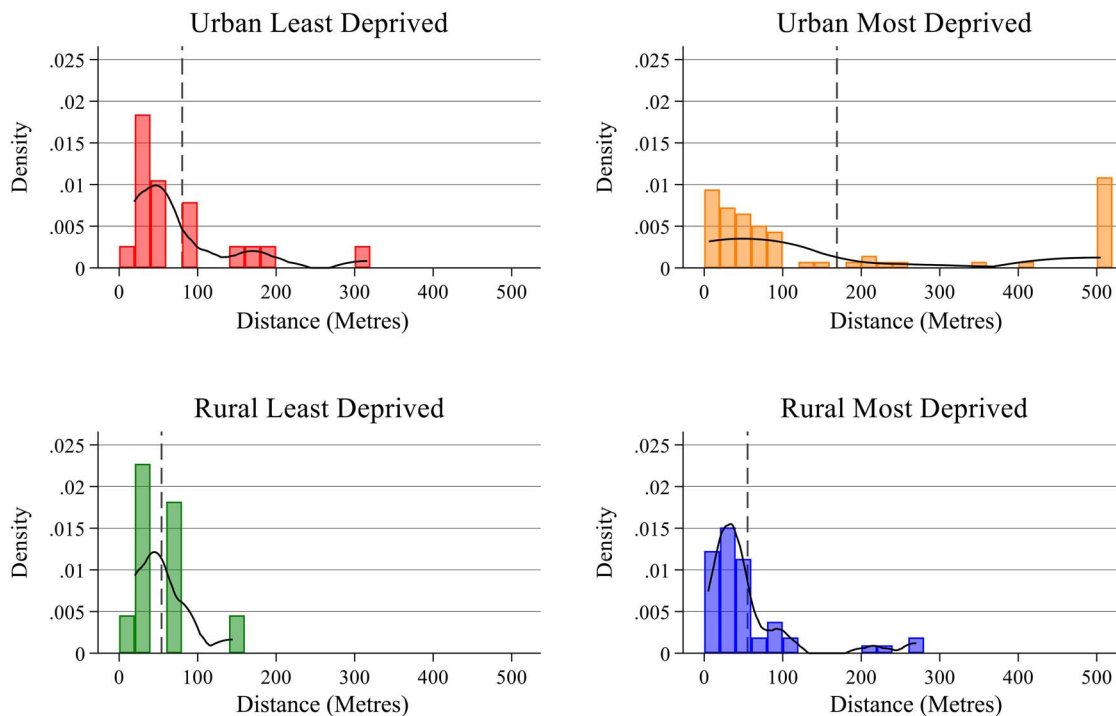 Urban Least Deprived
Density
.025
.02
.015
.01
.005
0
0 100 200 300 400 500
Distance (Metres)
Urban Most Deprived
Density
.025
.02
.015
.01
.005
0
0 100 200 300 400 500
Distance (Metres)
Rural Least Deprived
Density
.025
.02
.015
.01
.005
0
0 100 200 300 400 500
Distance (Metres)
Rural Most Deprived
Density
.025
.02
.015
.01
.005
0
0 100 200 300 400 500
Distance (Metres)